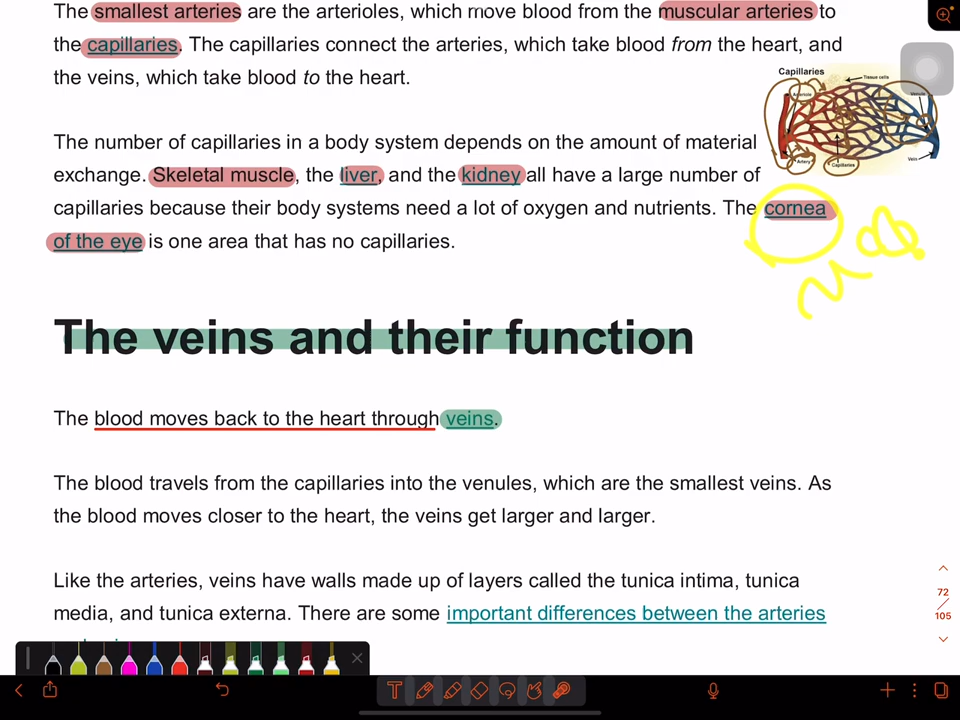 The smallest arteries are the arterioles, which move blood from the muscular arteries to
the capillaries. The capillaries connect the arteries, which take blood from the heart, and
the veins, which take blood to the heart.
Capillaries
Tissue cells
Arteriole
Venule
Artery
Capillaries
Vein
The number of capillaries in a body system depends on the amount of material
exchange. Skeletal muscle, the liver, and the kidney all have a large number of
capillaries because their body systems need a lot of oxygen and nutrients. The cornea
of the eye is one area that has no capillaries.
The veins and their function
The blood moves back to the heart through veins.
The blood travels from the capillaries into the venules, which are the smallest veins. As
the blood moves closer to the heart, the veins get larger and larger.
Like the arteries, veins have walls made up of layers called the tunica intima, tunica
media, and tunica externa. There are some important differences between the arteries
72
105
T